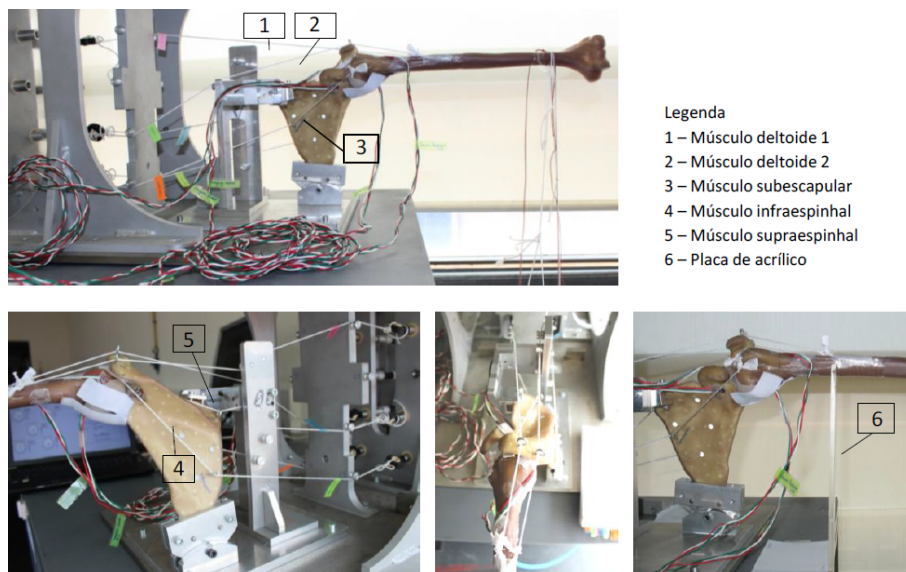 1
2
3
Legenda
1 – Músculo deltoide 1
2 – Músculo deltoide 2
3 – Músculo subescapular
4 – Músculo infraespinhal
5 – Músculo supraespinhal
6 – Placa de acrílico
5
4
6